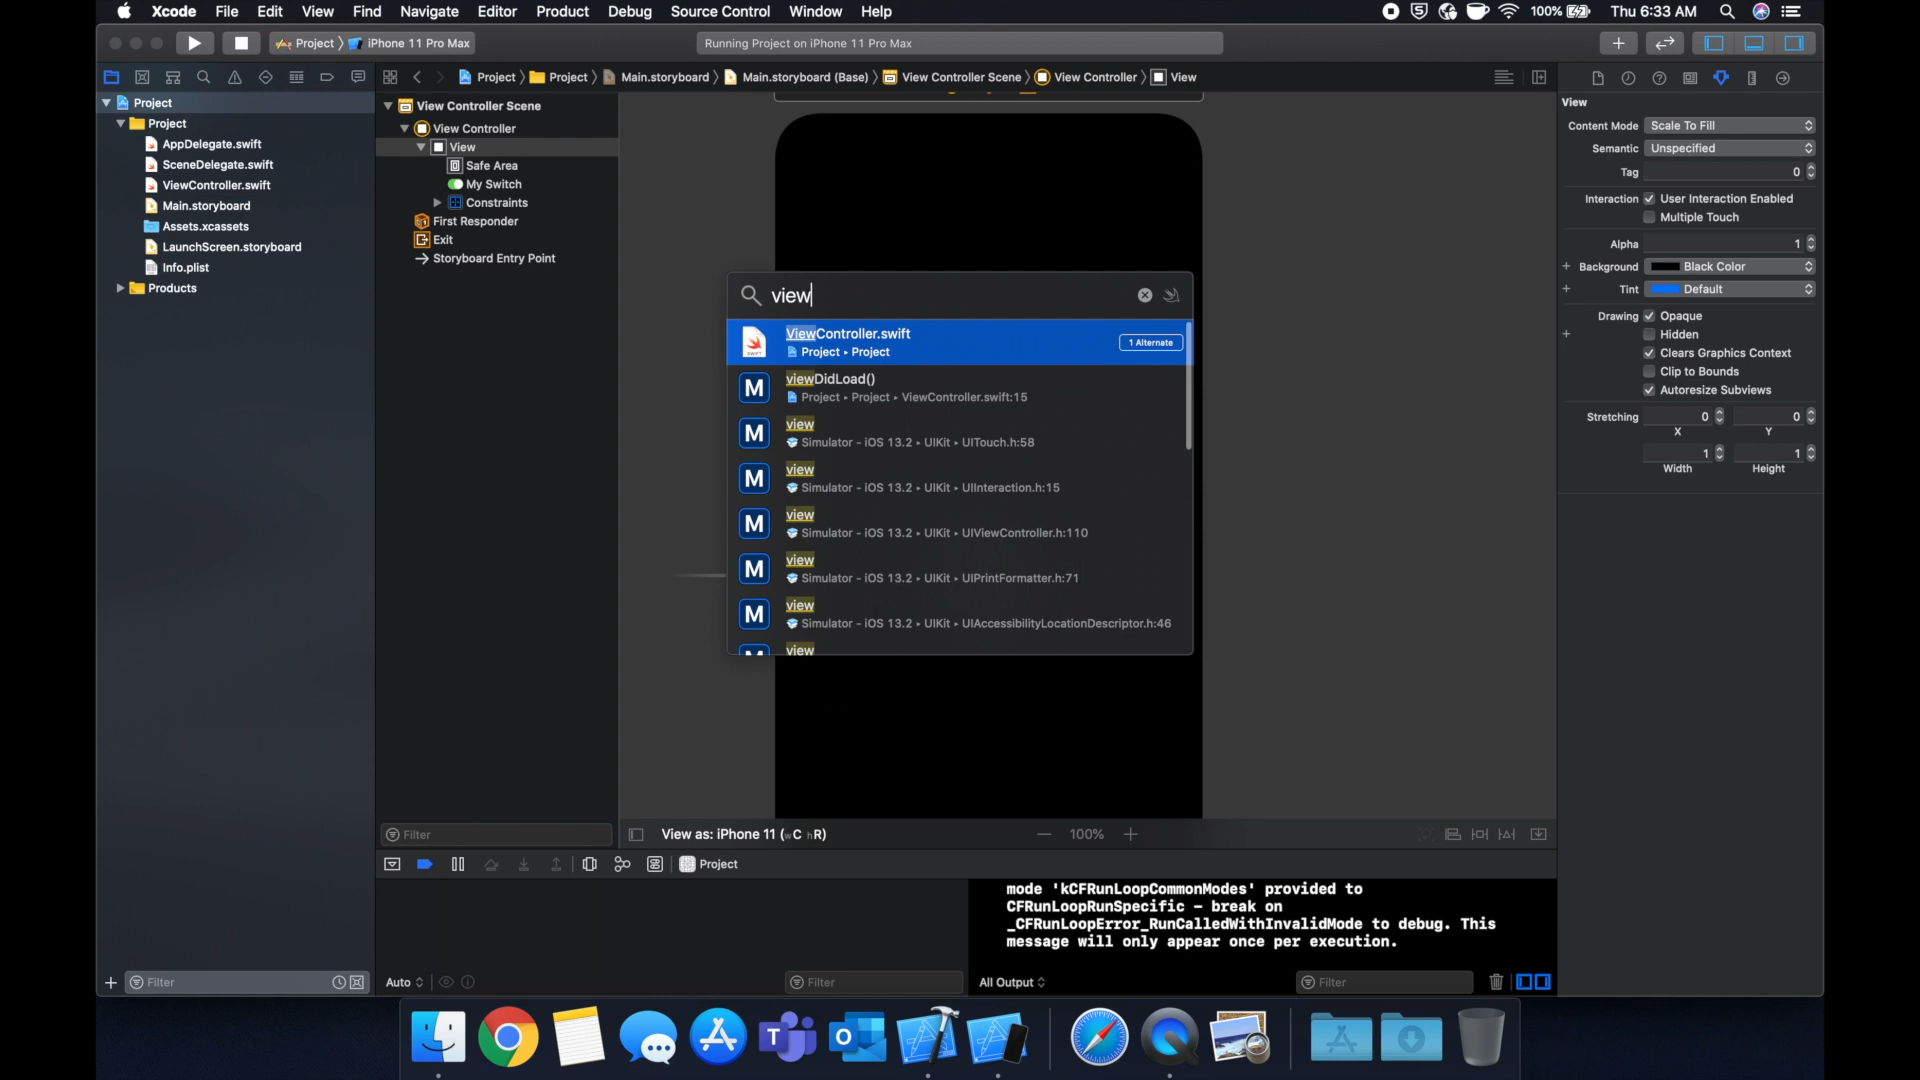 Xcode File Edit View Find Navigate Editor Product Debug Source Control Window Help 100% Thu 6:33 AM
Project iPhone 11 Pro Max Running Project on iPhone 11 Pro Max
Project Project Main.storyboard Main.storyboard (Base) View Controller Scene View Controller View
Project
Project
AppDelegate.swift
SceneDelegate.swift
ViewController.swift
Main.storyboard
Assets.xcassets
LaunchScreen.storyboard
Info.plist
Products
Filter
View Controller Scene
View Controller
View
Safe Area
My Switch
Constraints
First Responder
Exit
Storyboard Entry Point
Filter
view
ViewController.swift
Project ▸ Project
1 Alternate
viewDidLoad()
Project ▸ Project ▸ ViewController.swift:15
M
view
Simulator - iOS 13.2 ▸ UIKit ▸ UITouch.h:58
M
view
Simulator - iOS 13.2 ▸ UIKit ▸ UIInteraction.h:15
M
view
Simulator - iOS 13.2 ▸ UIKit ▸ UIViewController.h:110
M
view
Simulator - iOS 13.2 ▸ UIKit ▸ UIPrintFormatter.h:71
M
view
Simulator - iOS 13.2 ▸ UIKit ▸ UIAccessibilityLocationDescriptor.h:46
M
view
View as: iPhone 11 (wC hR) 100%
Project
mode 'kCFRunLoopCommonModes' provided to
CFRunLoopRunSpecific - break on
_CFRunLoopError_RunCalledWithInvalidMode to debug. This
message will only appear once per execution.
Auto Filter All Output Filter
View
Content Mode Scale To Fill
Semantic Unspecified
Tag 0
Interaction User Interaction Enabled
Multiple Touch
Alpha 1
Background Black Color
Tint Default
Drawing Opaque
Hidden
Clears Graphics Context
Clip to Bounds
Autoresize Subviews
Stretching 0 0
X Y
1 1
Width Height